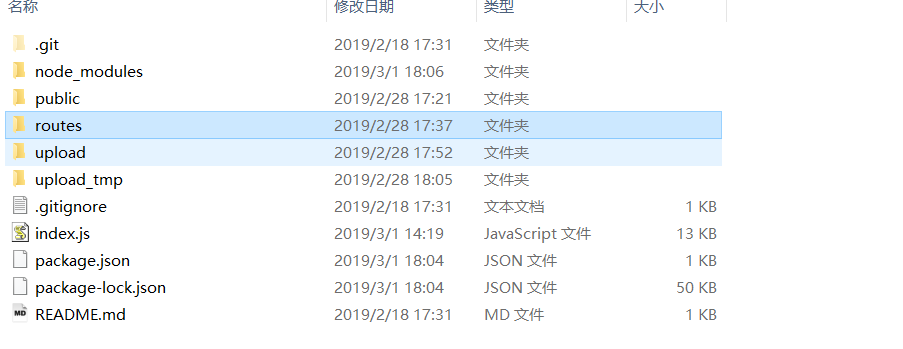 名称 修改日期 类型 大小
.git 2019/2/18 17:31 文件夹
node_modules 2019/3/1 18:06 文件夹
public 2019/2/28 17:21 文件夹
routes 2019/2/28 17:37 文件夹
upload 2019/2/28 17:52 文件夹
upload_tmp 2019/2/28 18:05 文件夹
.gitignore 2019/2/18 17:31 文本文档 1 KB
index.js 2019/3/1 14:19 JavaScript 文件 13 KB
package.json 2019/3/1 18:04 JSON 文件 1 KB
package-lock.json 2019/3/1 18:04 JSON 文件 50 KB
MD README.md 2019/2/18 17:31 MD 文件 1 KB